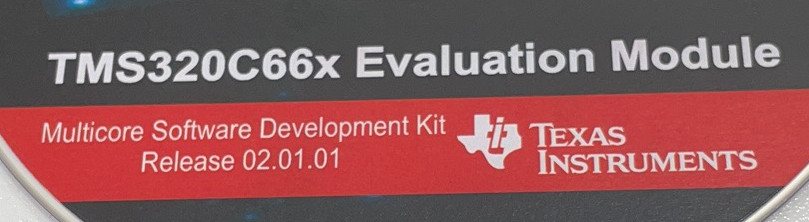 TMS320C66x Evaluation Module
Multicore Software Development Kit
Release 02.01.01
TEXAS
INSTRUMENTS